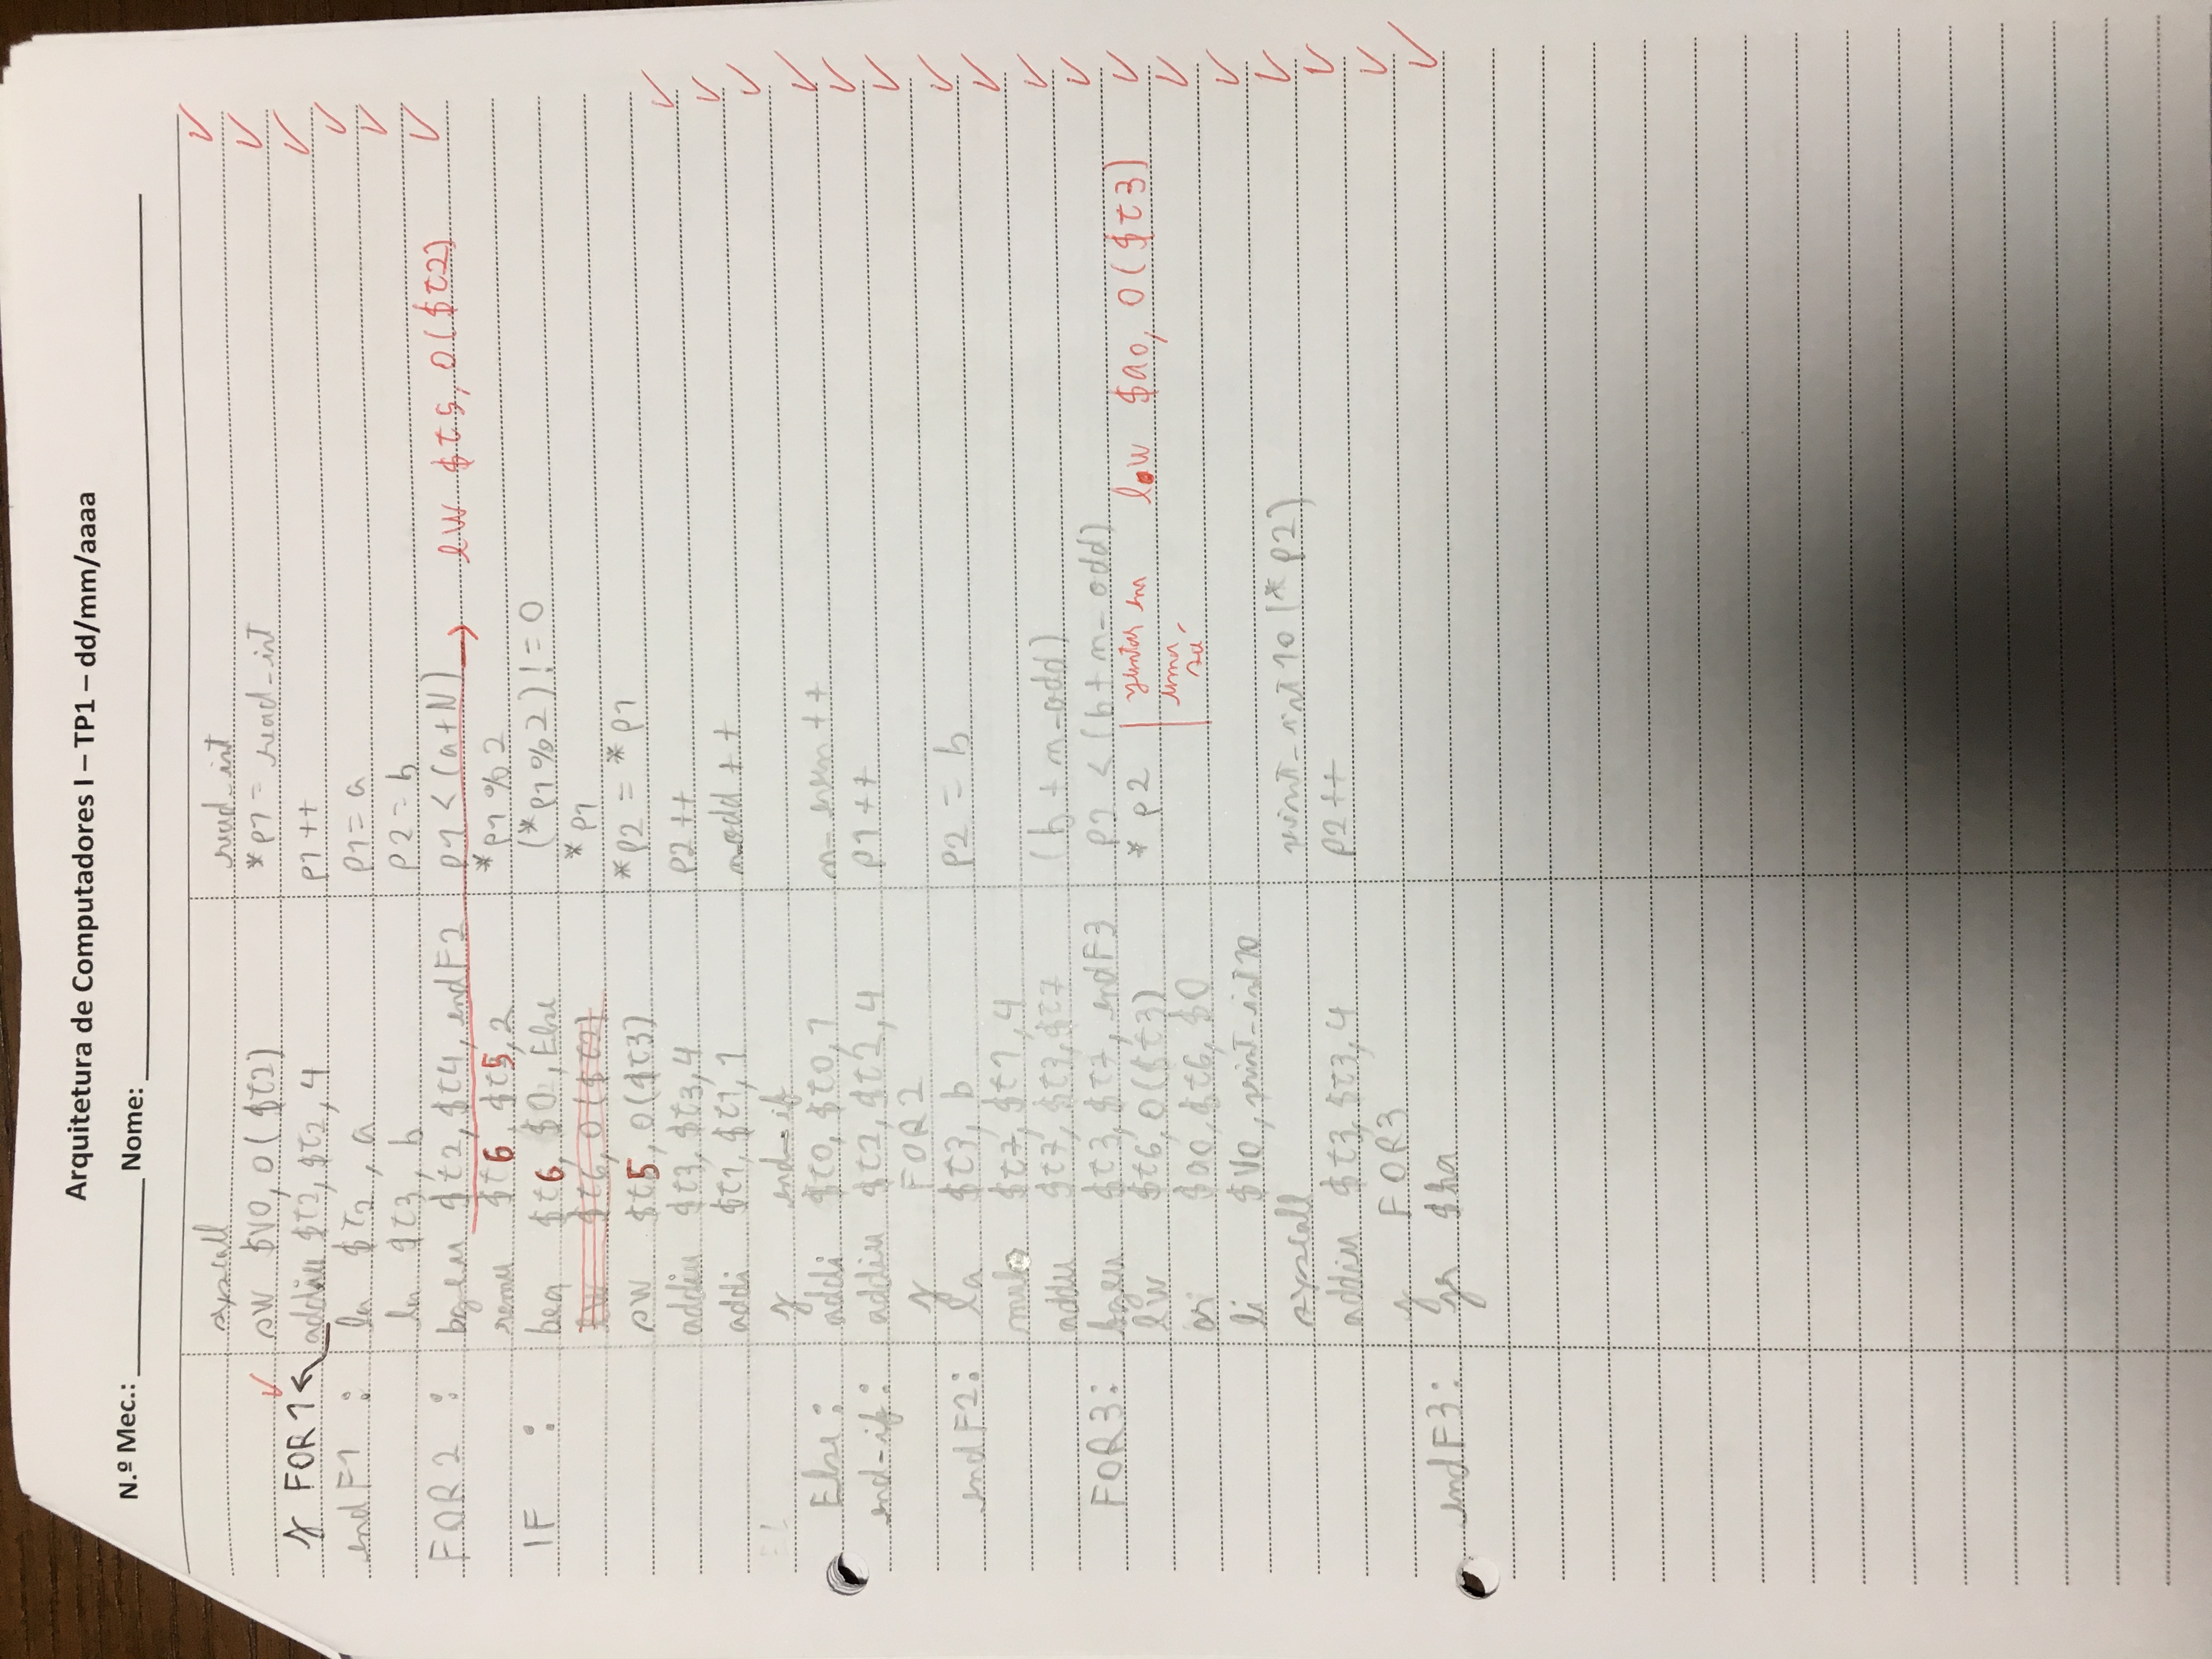 Arquitetura de Computadores I – TP1 – dd/mm/aaaa
N.º Mec.: Nome:
syscall read_int
sw $v0, 0($t2) *p1 = read_int
j FOR1 addiu $t2, $t2, 4 p1++
endF1 : la $t2, a p1 = a
la $t3, b p2 = b
FOR2 : bgeu $t2, $t4, endF2 p1 < (a+N) → lw $t5, 0($t2)
remu $t6, $t5, 2 *p1 % 2
IF : beq $t6, $0, Else (*p1 % 2) != 0
lw $t6, 0($t2) *p1
sw $t5, 0($t3) *p2 = *p1
addiu $t3, $t3, 4 p2++
addi $t1, $t1, 1 n_odd ++
j end_if
Else : addi $t0, $t0, 1 n_even ++
end_if : addiu $t2, $t2, 4 p1++
j FOR2
endF2 : la $t3, b p2 = b
mul $t7, $t1, 4
addu $t7, $t3, $t7 (b + n_odd)
FOR3 : bgeu $t3, $t7, endF3 p2 < (b + n_odd)
lw $t6, 0($t3) *p2 juntar em lw $a0, 0($t3)
uma
or $a0, $t6, $0 só
li $v0, print_int10
syscall print_int10(*p2)
addiu $t3, $t3, 4 p2++
j FOR3
endF3 : jr $ra